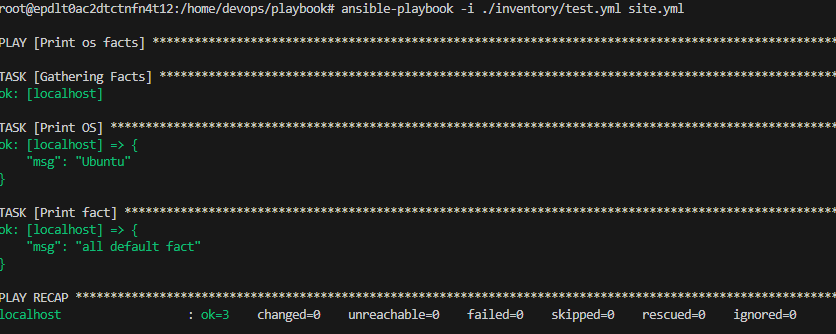 root@epdlt0ac2dtctnfn4t12:/home/devops/playbook# ansible-playbook -i ./inventory/test.yml site.yml
PLAY [Print os facts] ****************************************************************************************************
TASK [Gathering Facts] ***************************************************************************************************
ok: [localhost]
TASK [Print OS] **********************************************************************************************************
ok: [localhost] => {
    "msg": "Ubuntu"
}
TASK [Print fact] ********************************************************************************************************
ok: [localhost] => {
    "msg": "all default fact"
}
PLAY RECAP ***************************************************************************************************************
localhost                  : ok=3    changed=0    unreachable=0    failed=0    skipped=0    rescued=0    ignored=0